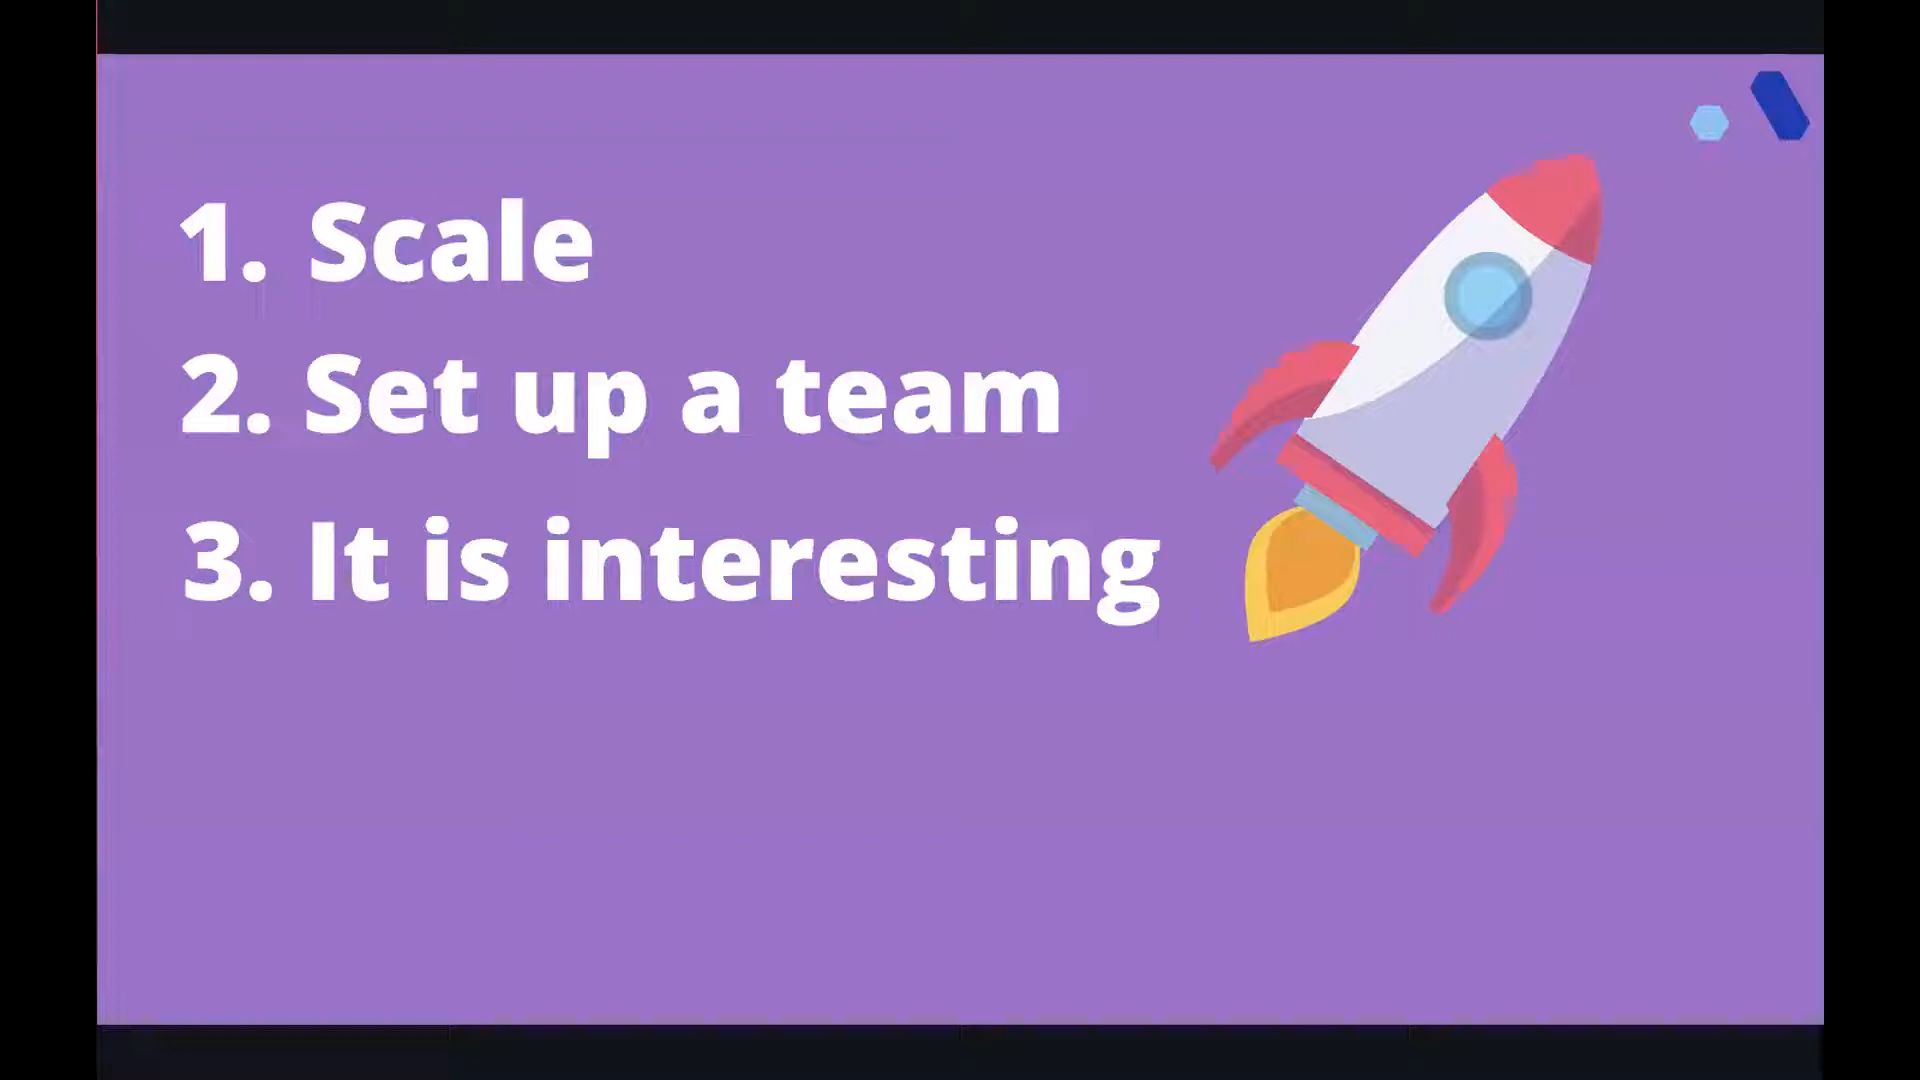 1. Scale
2. Set up a team
3. It is interesting